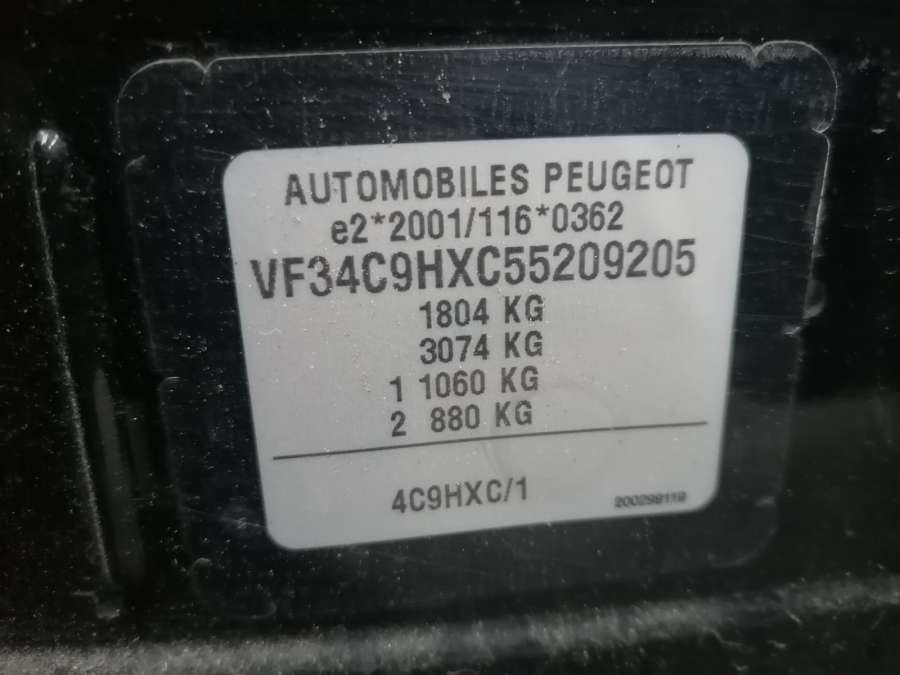 AUTOMOBILES PEUGEOT
e2*2001/116*0362
VF34C9HXC55209205
1804 KG
3074 KG
1 1060 KG
2 880 KG
4C9HXC/1
200299119